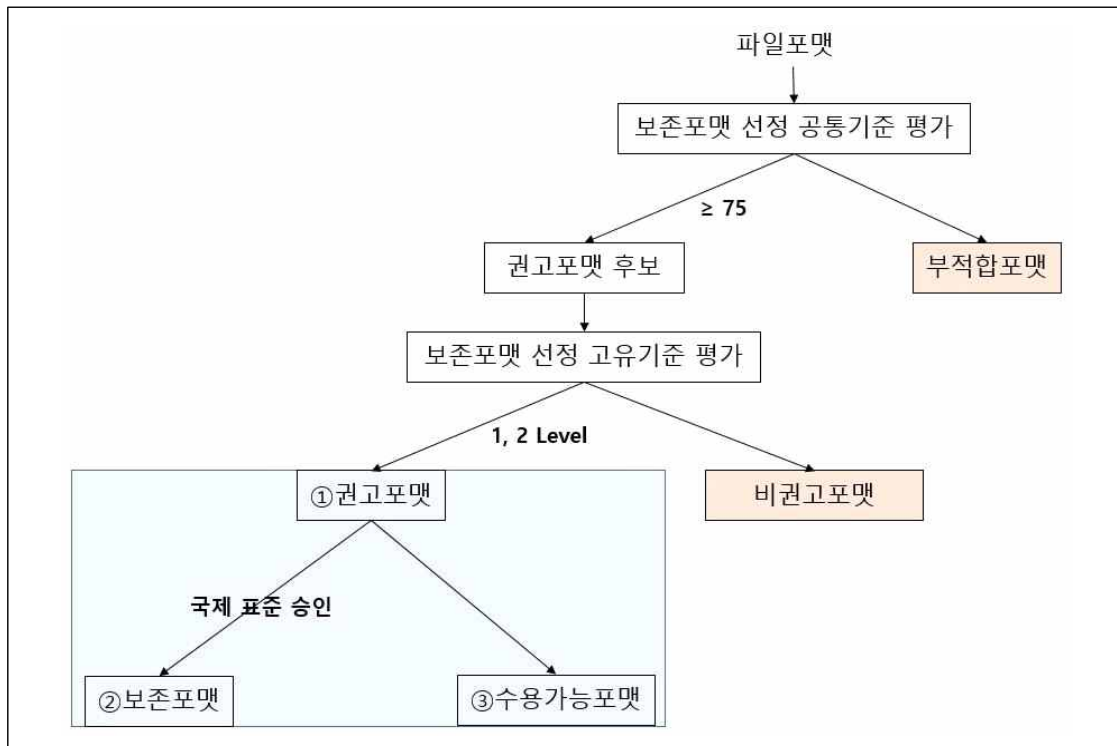 파일포맷
보존포맷 선정 공통기준 평가
≥ 75
권고포맷 후보
부적합포맷
보존포맷 선정 고유기준 평가
1, 2 Level
①권고포맷
비권고포맷
국제 표준 승인
②보존포맷
③수용가능포맷